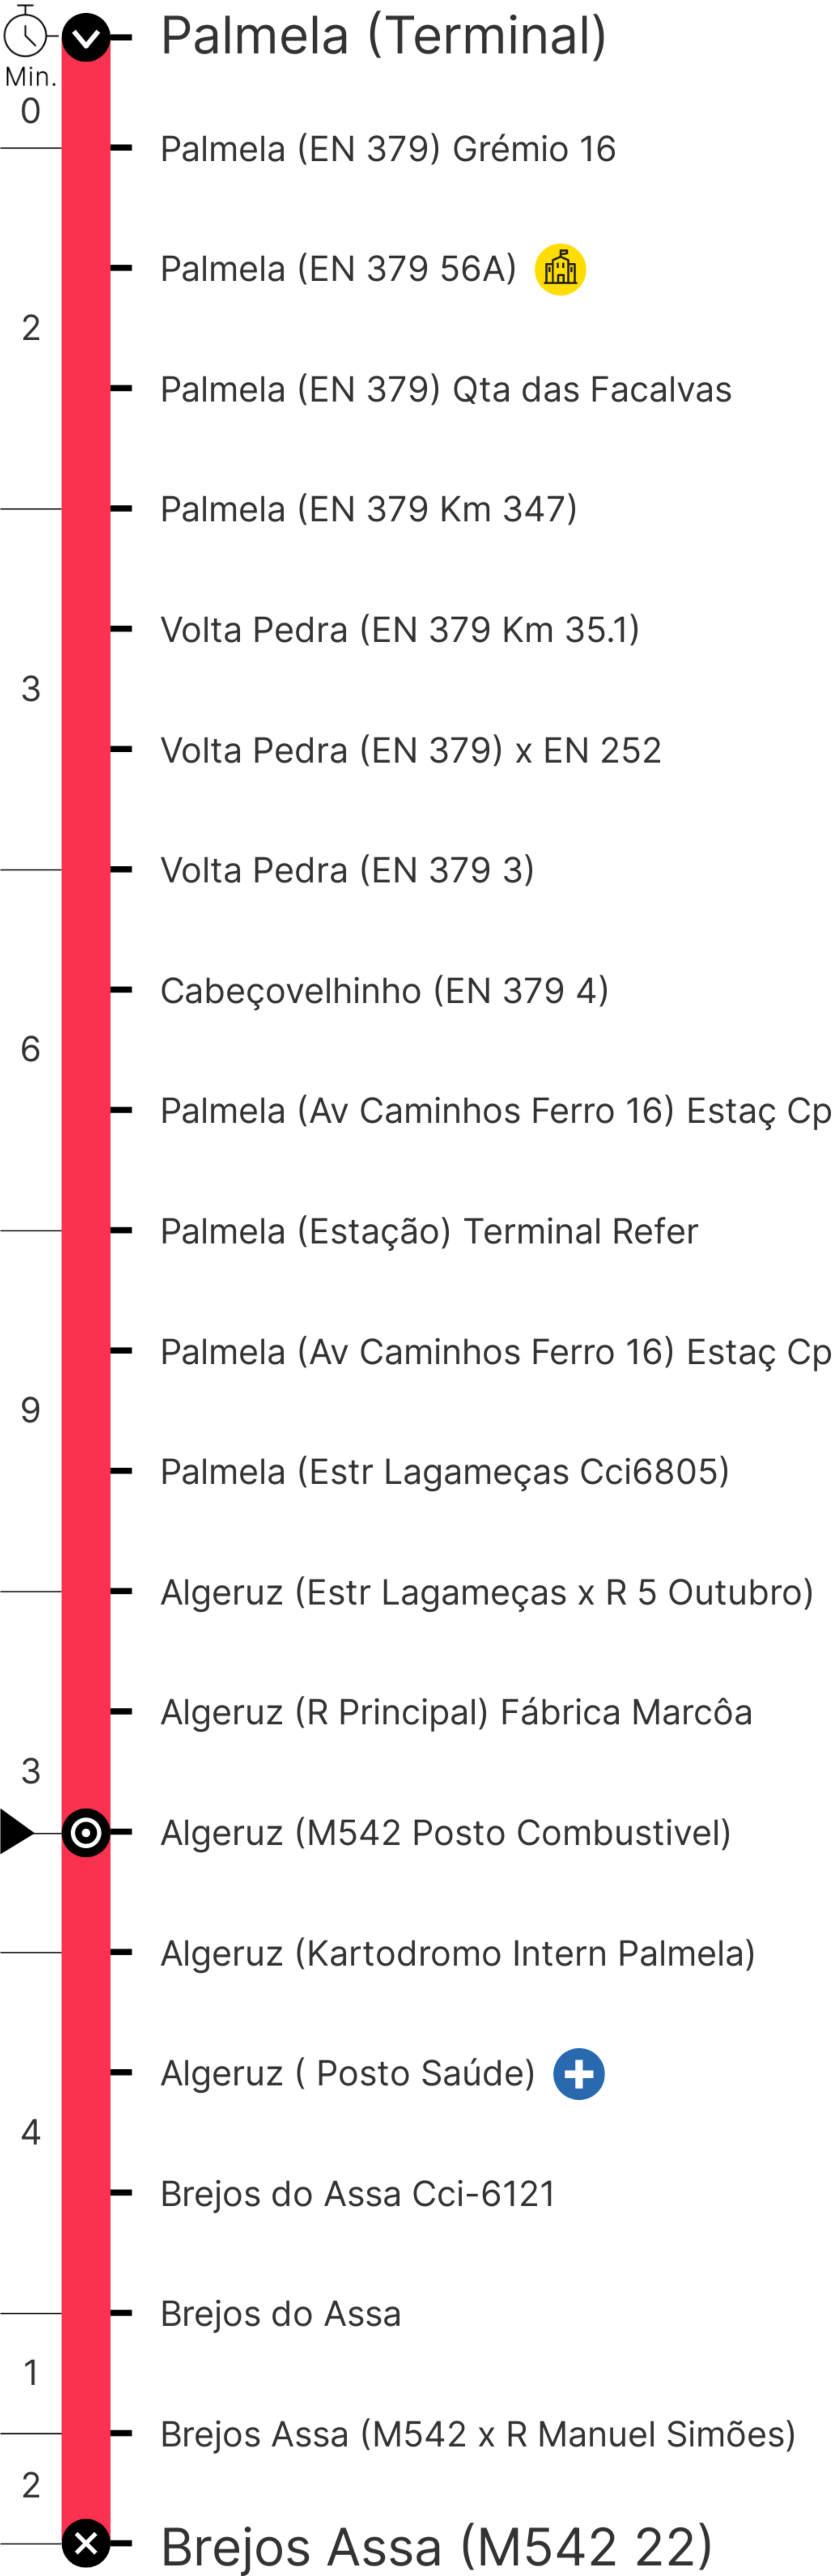 Palmela (Terminal)
Min.
0
Palmela (EN 379) Grémio 16
Palmela (EN 379 56A)
2
Palmela (EN 379) Qta das Facalvas
Palmela (EN 379 Km 347)
Volta Pedra (EN 379 Km 35.1)
3
Volta Pedra (EN 379) x EN 252
Volta Pedra (EN 379 3)
Cabeçovelhinho (EN 379 4)
6
Palmela (Av Caminhos Ferro 16) Estaç Cp
Palmela (Estação) Terminal Refer
Palmela (Av Caminhos Ferro 16) Estaç Cp
9
Palmela (Estr Lagameças Cci6805)
Algeruz (Estr Lagameças x R 5 Outubro)
Algeruz (R Principal) Fábrica Marcôa
3
Algeruz (M542 Posto Combustivel)
Algeruz (Kartodromo Intern Palmela)
Algeruz ( Posto Saúde)
4
Brejos do Assa Cci-6121
Brejos do Assa
1
Brejos Assa (M542 x R Manuel Simões)
2
Brejos Assa (M542 22)